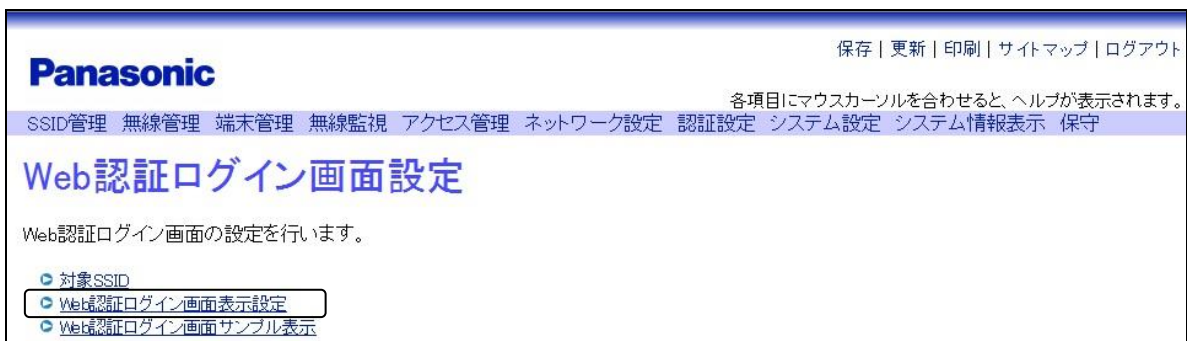 保存 | 更新 | 印刷 | サイトマップ | ログアウト
Panasonic
各項目にマウスカーソルを合わせると、ヘルプが表示されます。
SSID管理 無線管理 端末管理 無線監視 アクセス管理 ネットワーク設定 認証設定 システム設定 システム情報表示 保守
Web認証ログイン画面設定
Web認証ログイン画面の設定を行います。
対象SSID
Web認証ログイン画面表示設定
Web認証ログイン画面サンプル表示